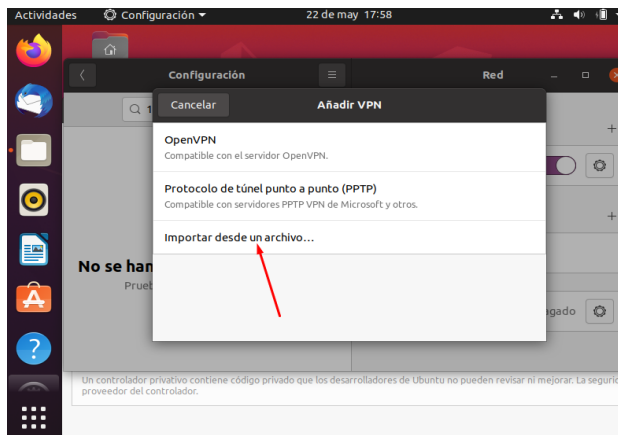 Actividades
Configuración
22 de may 17:58
Configuración
Red
Cancelar
Añadir VPN
OpenVPN
Compatible con el servidor OpenVPN.
Protocolo de túnel punto a punto (PPTP)
Compatible con servidores PPTP VPN de Microsoft y otros.
Importar desde un archivo...
No se han
Un controlador privativo contiene código privado que los desarrolladores de Ubuntu no pueden revisar ni mejorar. La
proveedor del controlador.